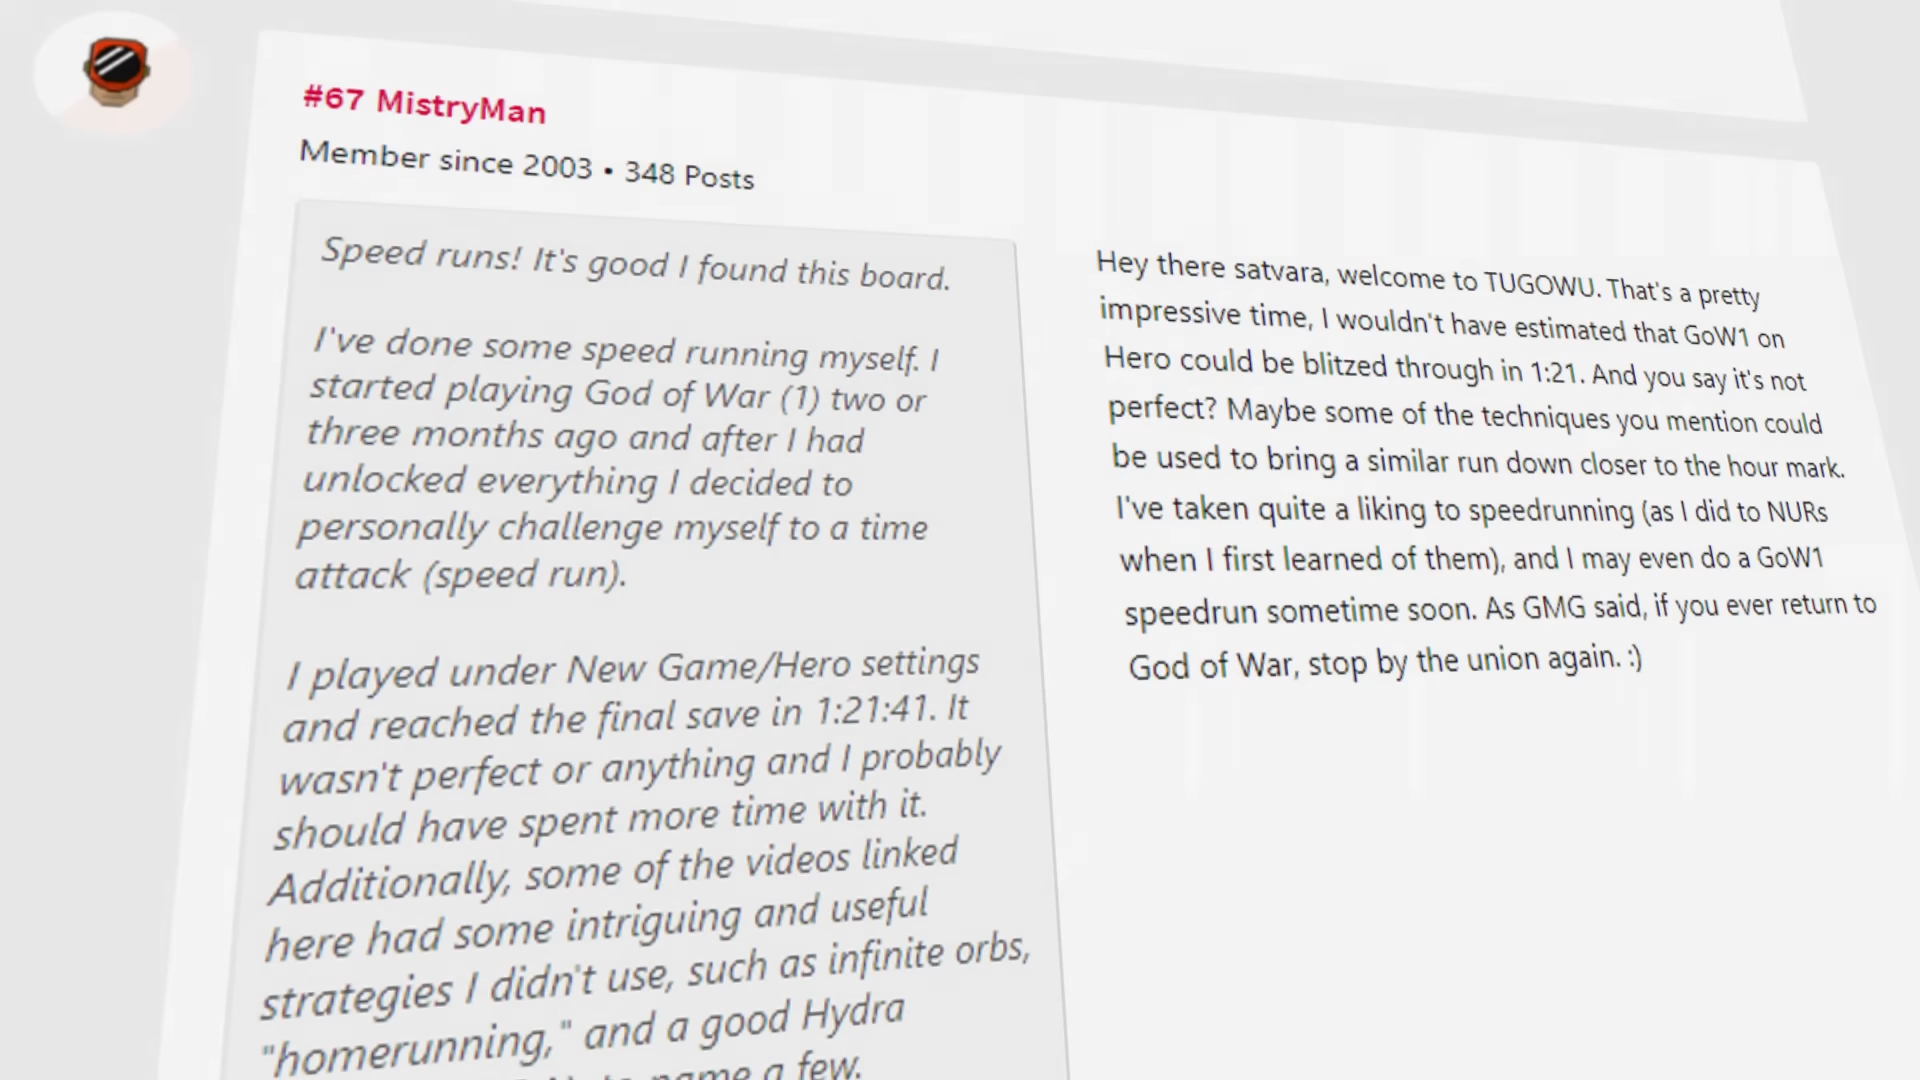 #67 MistryMan
Member since 2003 • 348 Posts
Speed runs! It's good I found this board.
I've done some speed running myself. I
started playing God of War (1) two or
three months ago and after I had
unlocked everything I decided to
personally challenge myself to a time
attack (speed run).
I played under New Game/Hero settings
and reached the final save in 1:21:41. It
wasn't perfect or anything and I probably
should have spent more time with it.
Additionally, some of the videos linked
here had some intriguing and useful
strategies I didn't use, such as infinite orbs,
"homerunning," and a good Hydra
to name a few.
Hey there satvara, welcome to TUGOWU. That's a pretty
impressive time, I wouldn't have estimated that GoW1 on
Hero could be blitzed through in 1:21. And you say it's not
perfect? Maybe some of the techniques you mention could
be used to bring a similar run down closer to the hour mark.
I've taken quite a liking to speedrunning (as I did to NURs
when I first learned of them), and I may even do a GoW1
speedrun sometime soon. As GMG said, if you ever return to
God of War, stop by the union again. :)